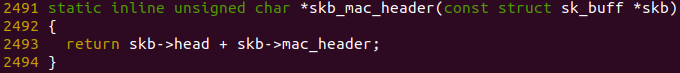 2491 static inline unsigned char *skb_mac_header(const struct sk_buff *skb)
2492 {
2493   return skb->head + skb->mac_header;
2494 }